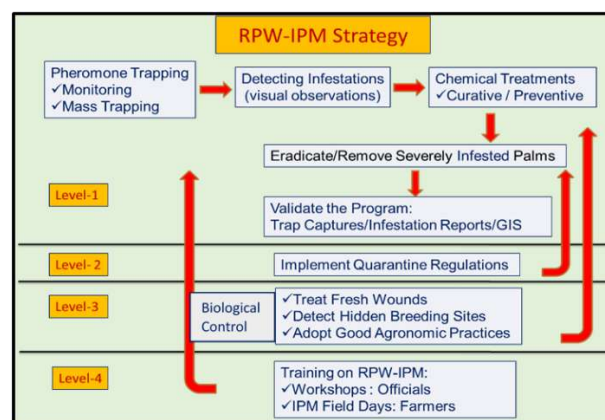 RPW-IPM Strategy
Pheromone Trapping
✓Monitoring
✓Mass Trapping
Detecting Infestations
(visual observations)
Chemical Treatments
✓Curative / Preventive
Eradicate/Remove Severely Infested Palms
Level-1
Validate the Program:
Trap Captures/Infestation Reports/GIS
Level- 2
Implement Quarantine Regulations
Level-3
Biological
Control
✓Treat Fresh Wounds
✓Detect Hidden Breeding Sites
✓Adopt Good Agronomic Practices
Level-4
Training on RPW-IPM:
✓Workshops : Officials
✓IPM Field Days: Farmers